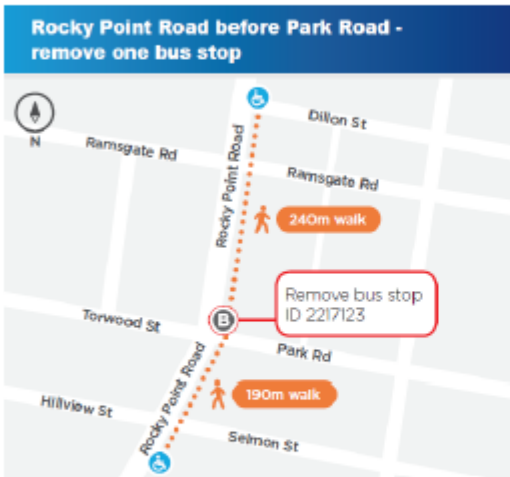 Rocky Point Road before Park Road -
remove one bus stop
N
Dillon St
Ramsgate Rd
Ramsgate Rd
Rocky Point Road
240m walk
Remove bus stop
ID 2217123
B
Torwood St
Park Rd
Rocky Point Road
190m walk
Hillview St
Selmon St